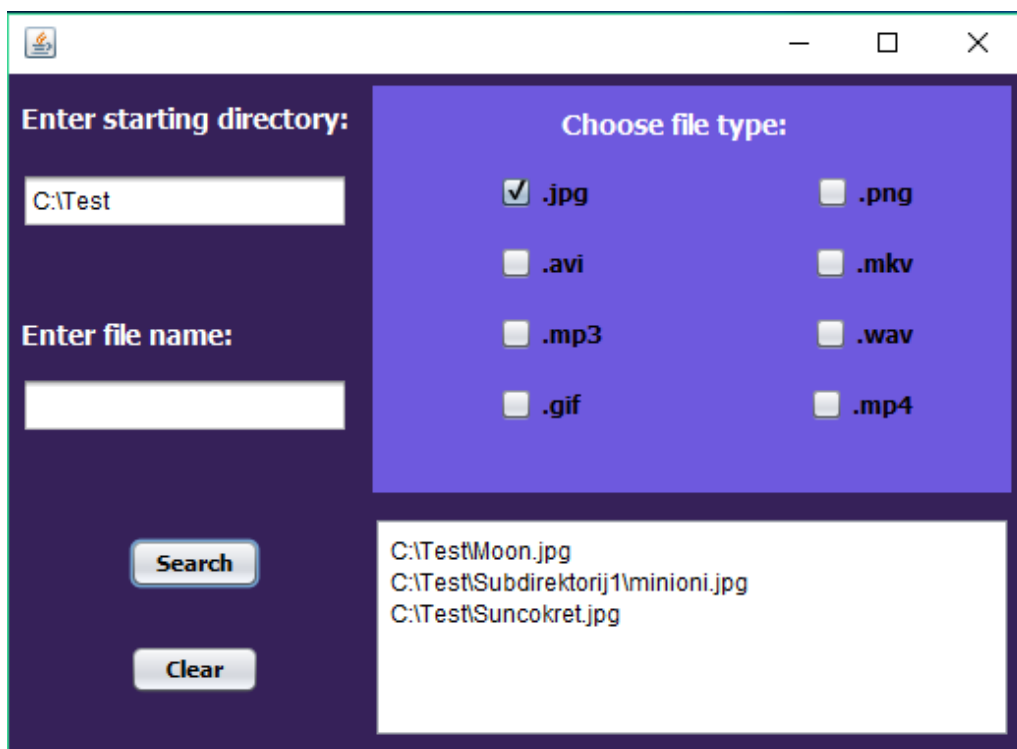 Enter starting directory:
C:\Test
Enter file name:
Choose file type:
.jpg
.png
.avi
.mkv
.mp3
.wav
.gif
.mp4
Search
Clear
C:\Test\Moon.jpg
C:\Test\Subdirektorij1\minioni.jpg
C:\Test\Suncokret.jpg